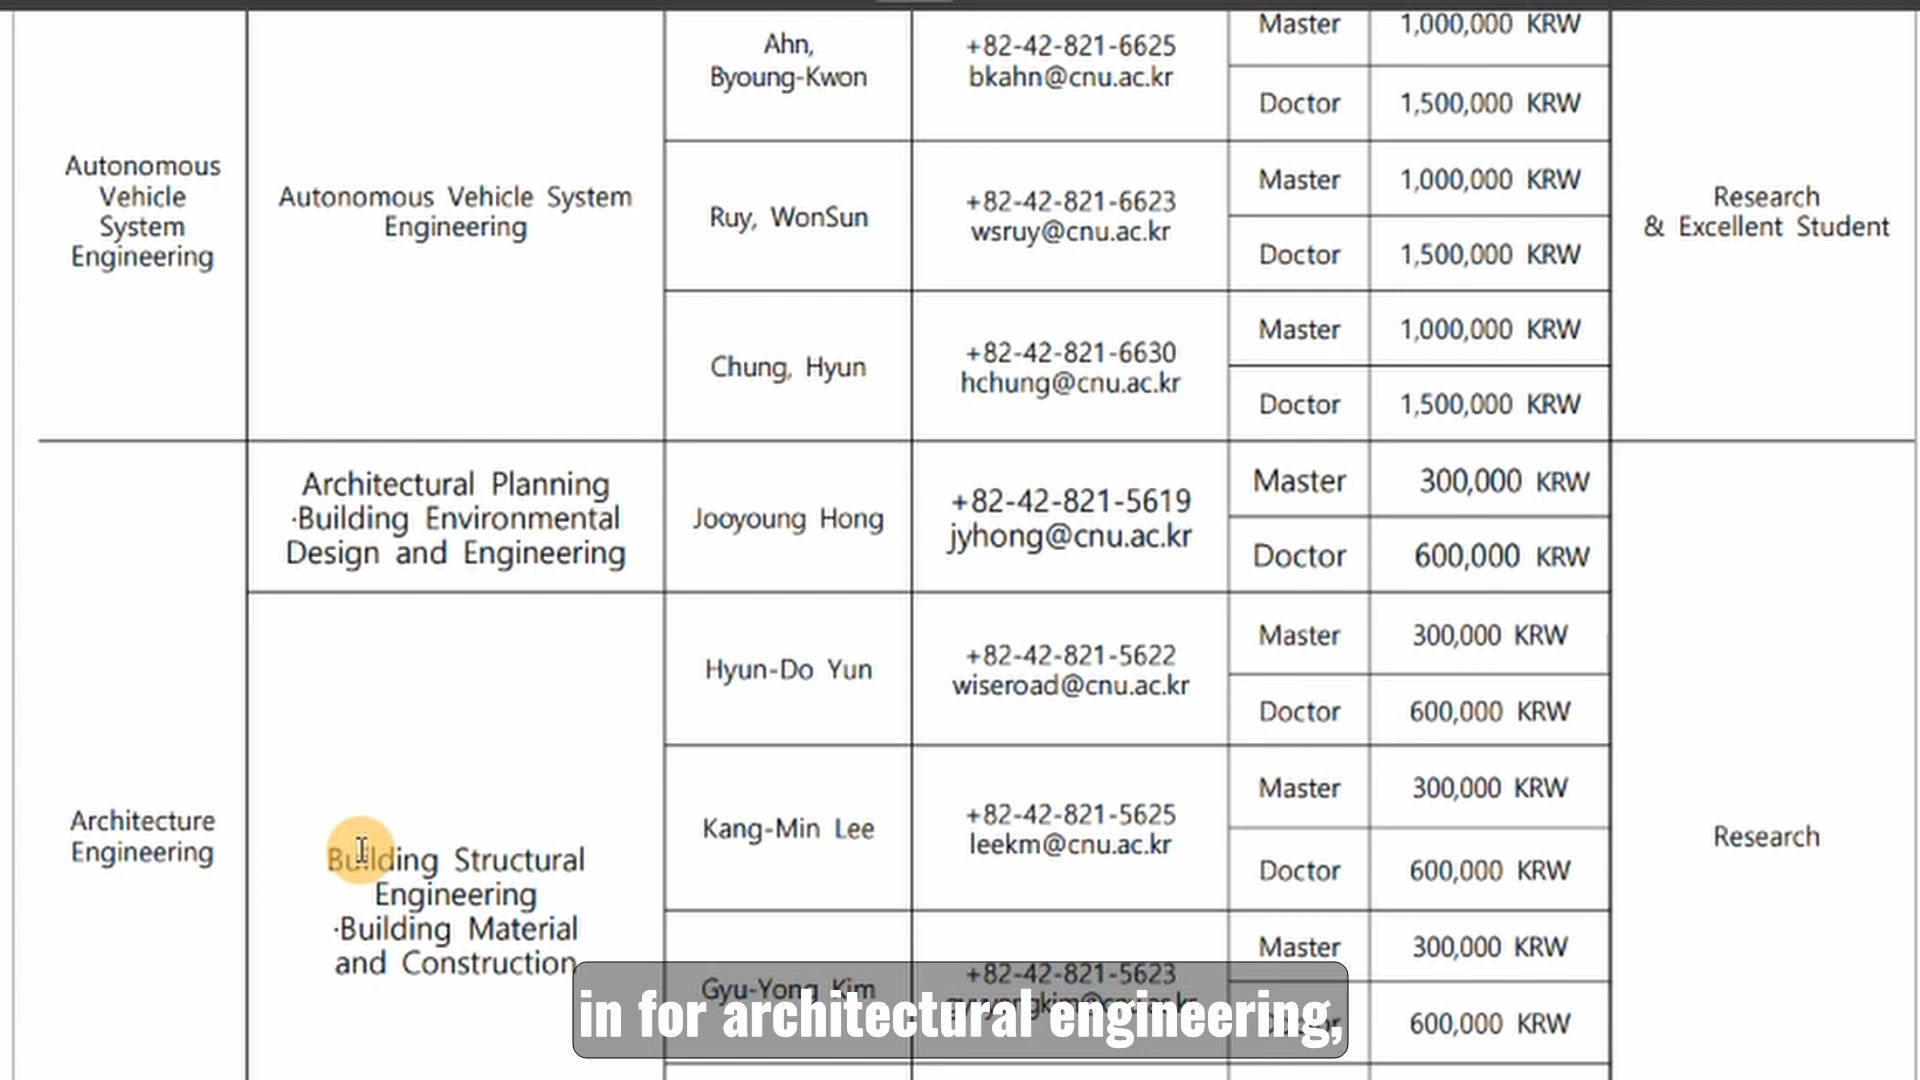 Ahn,
Byoung-Kwon
+82-42-821-6625
bkahn@cnu.ac.kr
Master
1,000,000 KRW
Doctor
1,500,000 KRW
Autonomous
Vehicle
System
Engineering
Autonomous Vehicle System
Engineering
Ruy, WonSun
+82-42-821-6623
wsruy@cnu.ac.kr
Master
1,000,000 KRW
Doctor
1,500,000 KRW
Research
& Excellent Student
Chung, Hyun
+82-42-821-6630
hchung@cnu.ac.kr
Master
1,000,000 KRW
Doctor
1,500,000 KRW
Architectural Planning
·Building Environmental
Design and Engineering
Jooyoung Hong
+82-42-821-5619
jyhong@cnu.ac.kr
Master
300,000 KRW
Doctor
600,000 KRW
Hyun-Do Yun
+82-42-821-5622
wiseroad@cnu.ac.kr
Master
300,000 KRW
Doctor
600,000 KRW
Architecture
Engineering
Building Structural
Engineering
·Building Material
and Construction
Kang-Min Lee
+82-42-821-5625
leekm@cnu.ac.kr
Master
300,000 KRW
Doctor
600,000 KRW
Research
Gyu-Yong Kim
+82-42-821-5623
Master
300,000 KRW
600,000 KRW
in for architectural engineering,